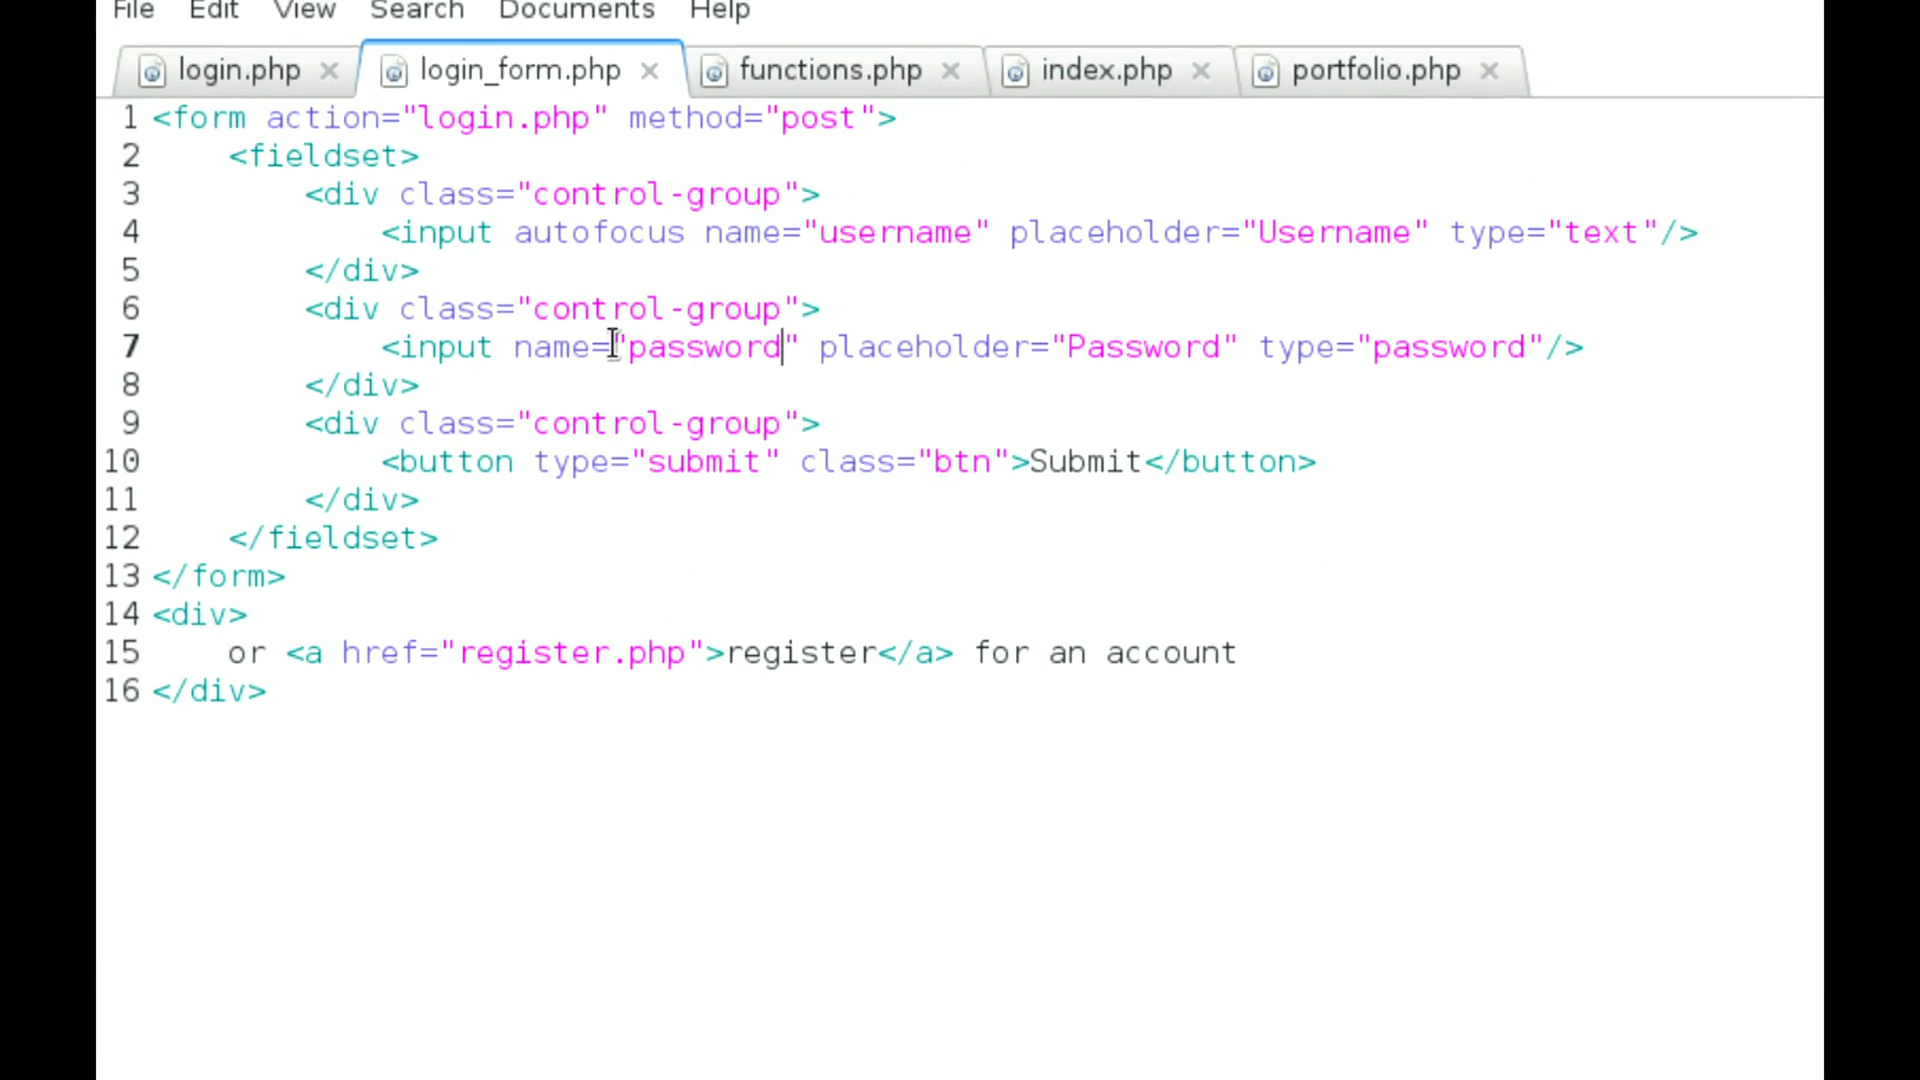 File Edit View Search Documents Help
login.php login_form.php functions.php index.php portfolio.php
1 <form action="login.php" method="post">
2     <fieldset>
3         <div class="control-group">
4             <input autofocus name="username" placeholder="Username" type="text"/>
5         </div>
6         <div class="control-group">
7             <input name="password" placeholder="Password" type="password"/>
8         </div>
9         <div class="control-group">
10             <button type="submit" class="btn">Submit</button>
11         </div>
12     </fieldset>
13 </form>
14 <div>
15     or <a href="register.php">register</a> for an account
16 </div>